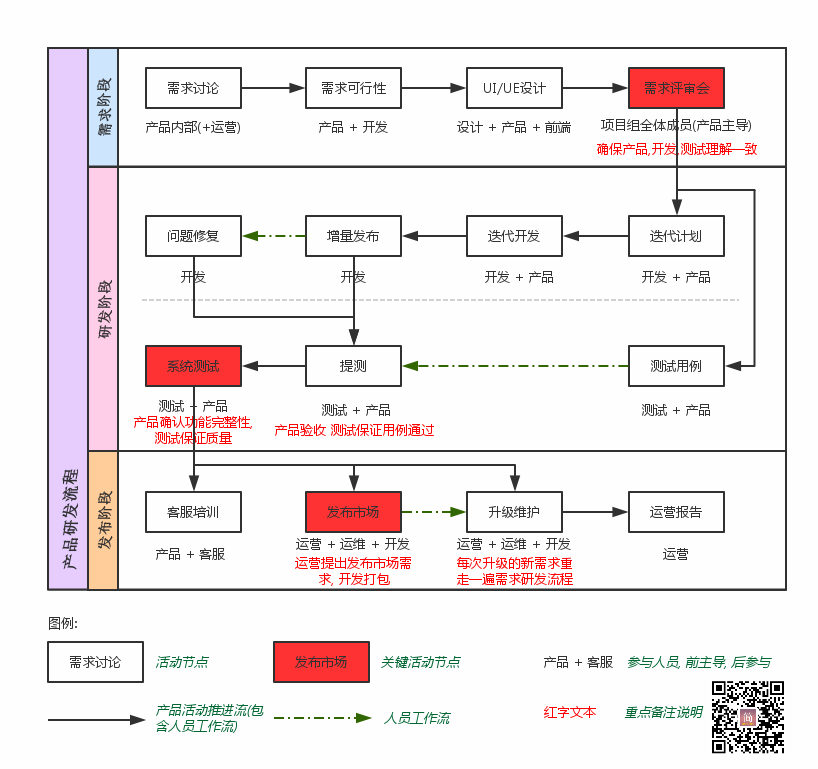 产品研发流程
需求阶段
需求讨论
需求可行性
UI/UE设计
需求评审会
产品内部(+运营)
产品 + 开发
设计 + 产品 + 前端
项目组全体成员(产品主导)
确保产品,开发,测试理解一致
研发阶段
问题修复
增量发布
迭代开发
迭代计划
开发
开发
开发 + 产品
开发 + 产品
系统测试
提测
测试用例
测试 + 产品
产品确认功能完整性,
测试保证质量
测试 + 产品
产品验收 测试保证用例通过
测试 + 产品
发布阶段
客服培训
发布市场
升级维护
运营报告
产品 + 客服
运营 + 运维 + 开发
运营提出发布市场需
求, 开发打包
运营 + 运维 + 开发
每次升级的新需求重
走一遍需求研发流程
运营
图例:
需求讨论
活动节点
发布市场
关键活动节点
产品 + 客服
参与人员, 前主导, 后参与
产品活动推进流(包
含人员工作流)
人员工作流
红字文本
重点备注说明
简